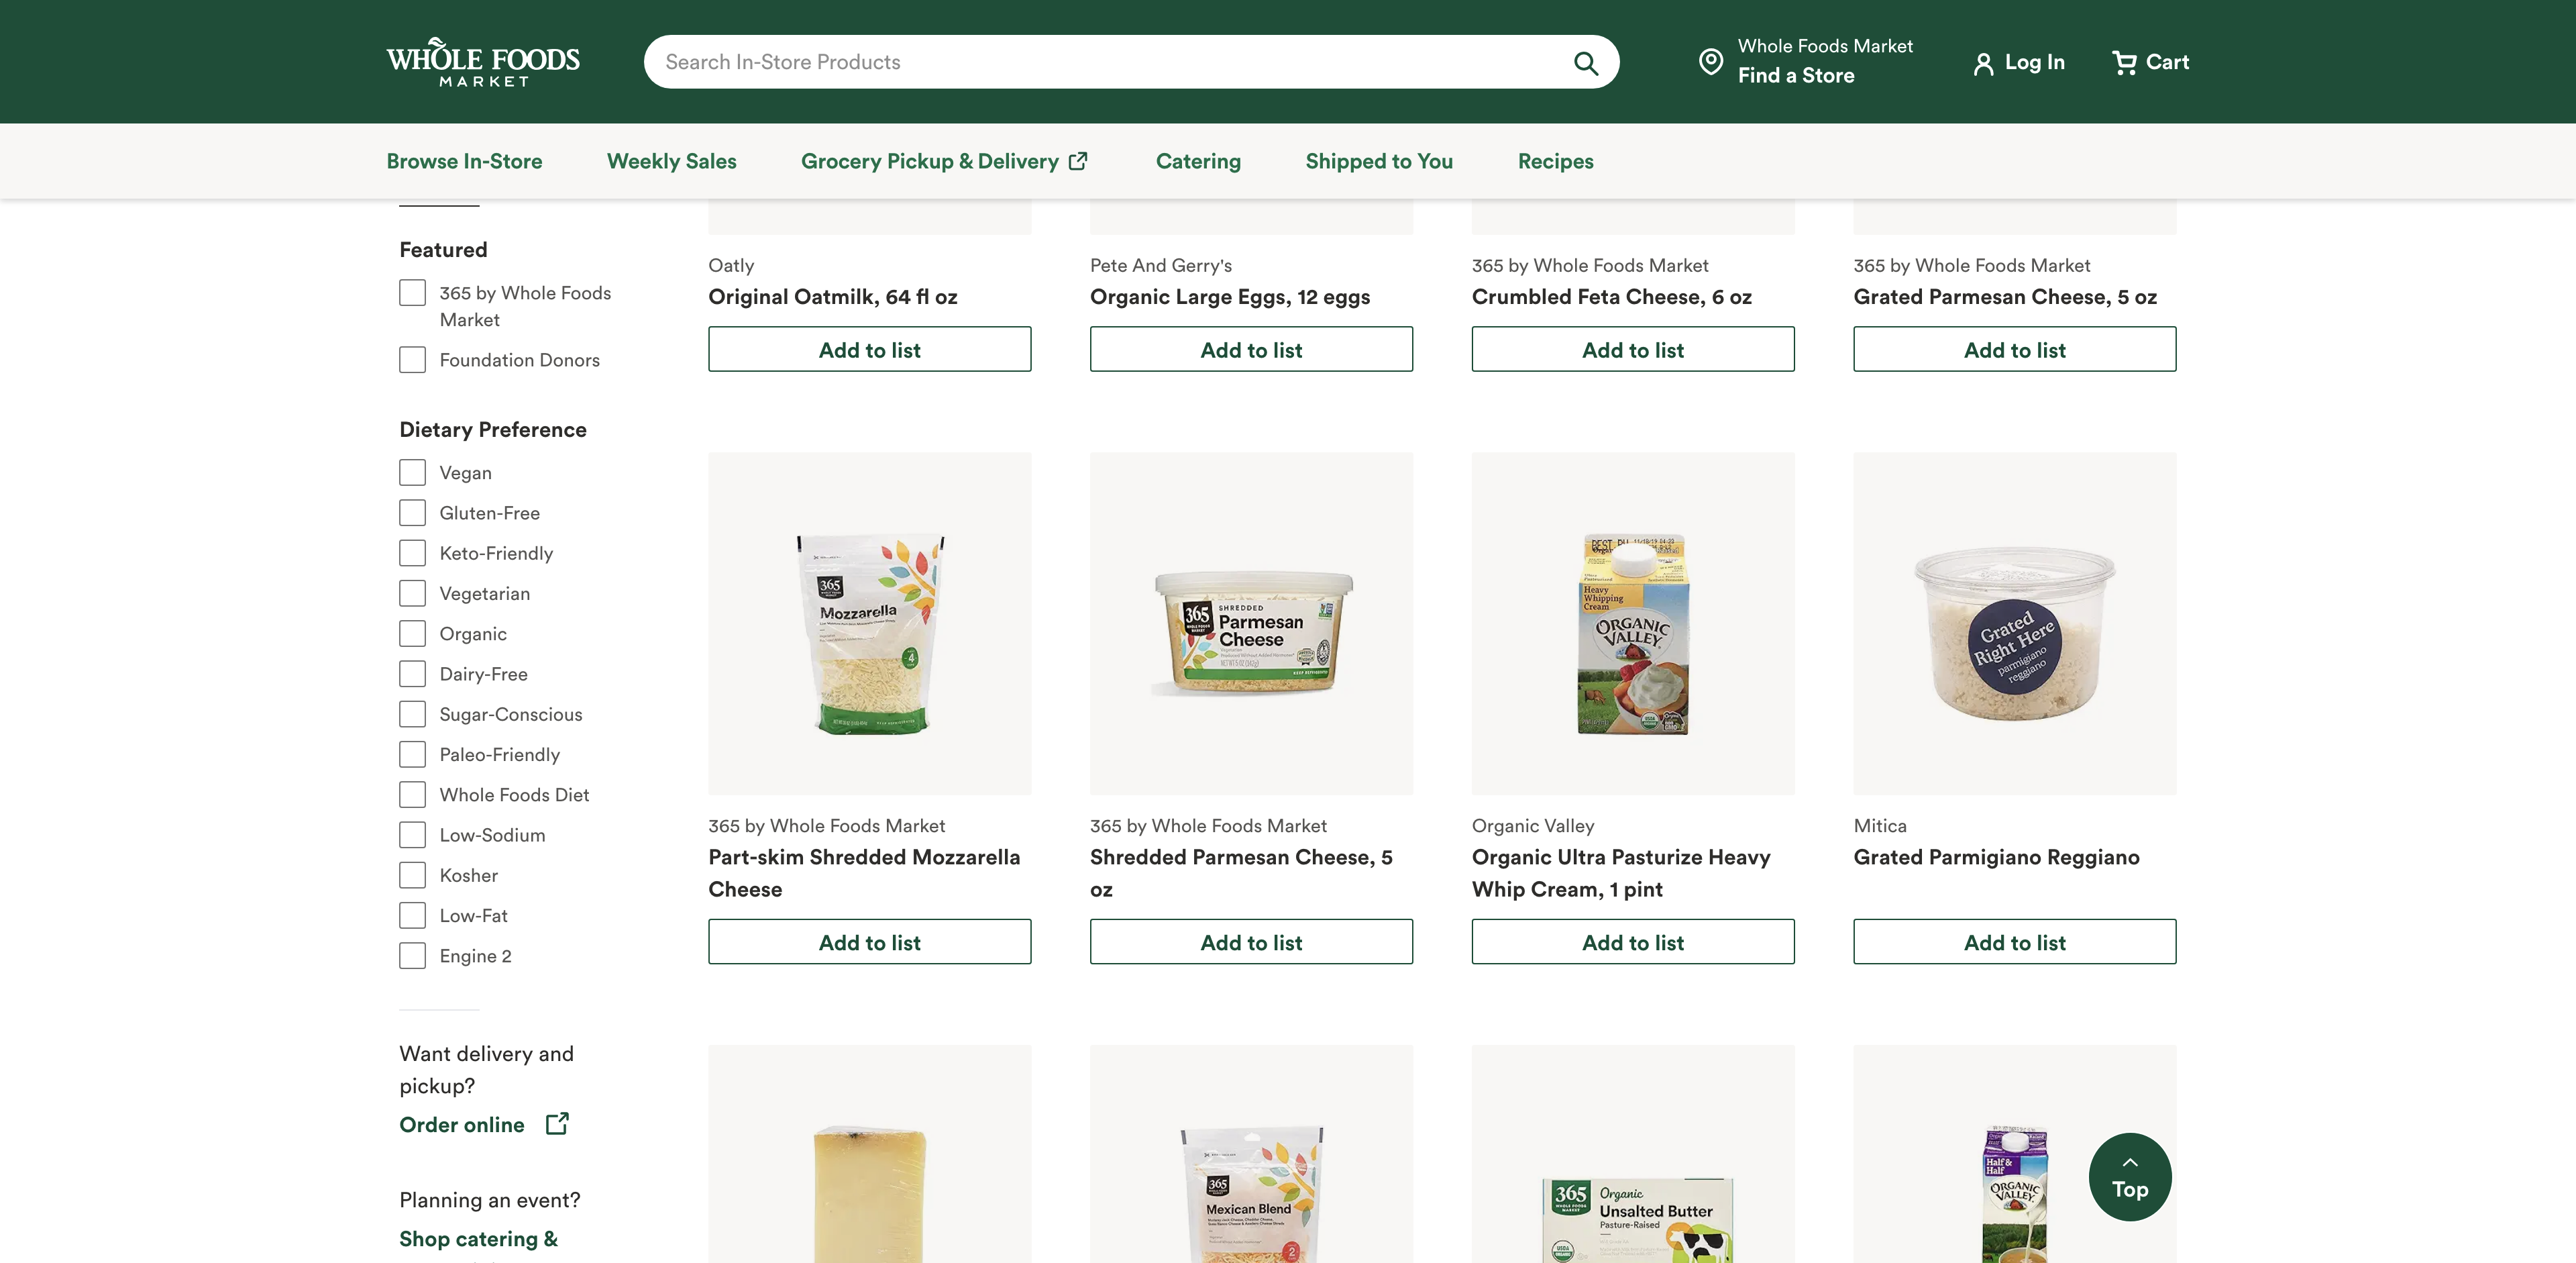 WHOLE FOODS
MARKET
Search In-Store Products
Whole Foods Market
Find a Store
Log In
Cart
Browse In-Store
Weekly Sales
Grocery Pickup & Delivery
Catering
Shipped to You
Recipes
Featured
365 by Whole Foods
Market
Foundation Donors
Dietary Preference
Vegan
Gluten-Free
Keto-Friendly
Vegetarian
Organic
Dairy-Free
Sugar-Conscious
Paleo-Friendly
Whole Foods Diet
Low-Sodium
Kosher
Low-Fat
Engine 2
Want delivery and
pickup?
Order online
Planning an event?
Shop catering &
Oatly
Original Oatmilk, 64 fl oz
Add to list
Pete And Gerry's
Organic Large Eggs, 12 eggs
Add to list
365 by Whole Foods Market
Crumbled Feta Cheese, 6 oz
Add to list
365 by Whole Foods Market
Grated Parmesan Cheese, 5 oz
Add to list
365
Mozzarella
4
365 by Whole Foods Market
Part-skim Shredded Mozzarella
Cheese
Add to list
365
SHREDDED
Parmesan
Cheese
365 by Whole Foods Market
Shredded Parmesan Cheese, 5
oz
Add to list
Heavy
Whipping
Cream
ORGANIC
VALLEY
Organic Valley
Organic Ultra Pasturize Heavy
Whip Cream, 1 pint
Add to list
Grated
Right Here
parmigiano
reggiano
Mitica
Grated Parmigiano Reggiano
Add to list
365
Mexican Blend
2
365
Organic
Unsalted Butter
Pasture-Raised
USDA
ORGANIC
Half &
Half
ORGANIC
VALLEY
Top